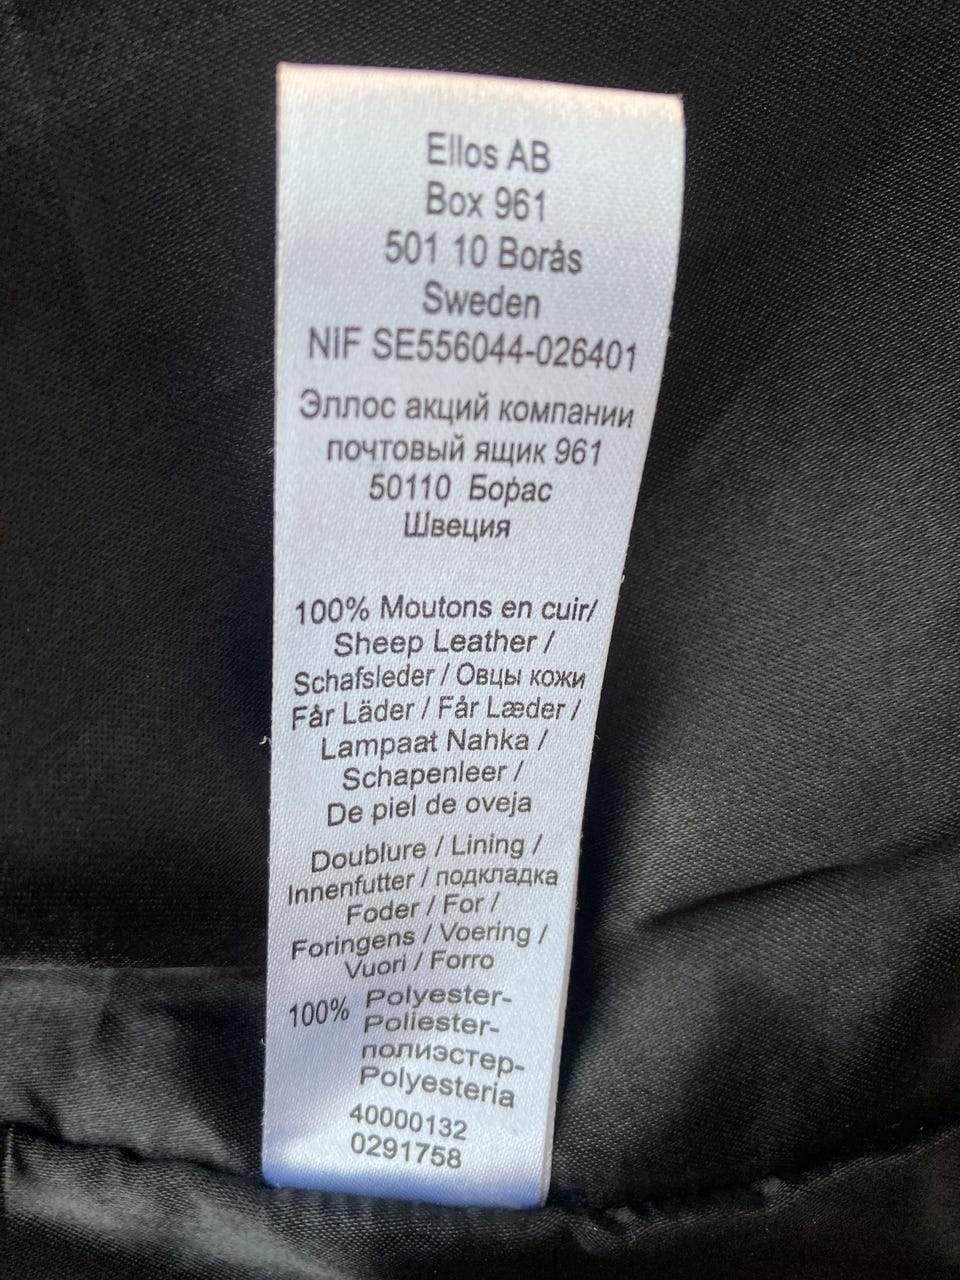 Ellos AB
Box 961
501 10 Borås
Sweden
NIF SE556044-026401
Эллос акций компании
почтовый ящик 961
50110 Борас
Швеция
100% Moutons en cuir/
Sheep Leather /
Schafsleder / Овцы кожи
Får Läder / Får Læder /
Lampaat Nahka /
Schapenleer /
De piel de oveja
Doublure / Lining /
Innenfutter / подкладка
Foder / For /
Foringens / Voering /
Vuori / Forro
100% Polyester-
Poliester-
полиэстер-
Polyesteria
40000132
0291758